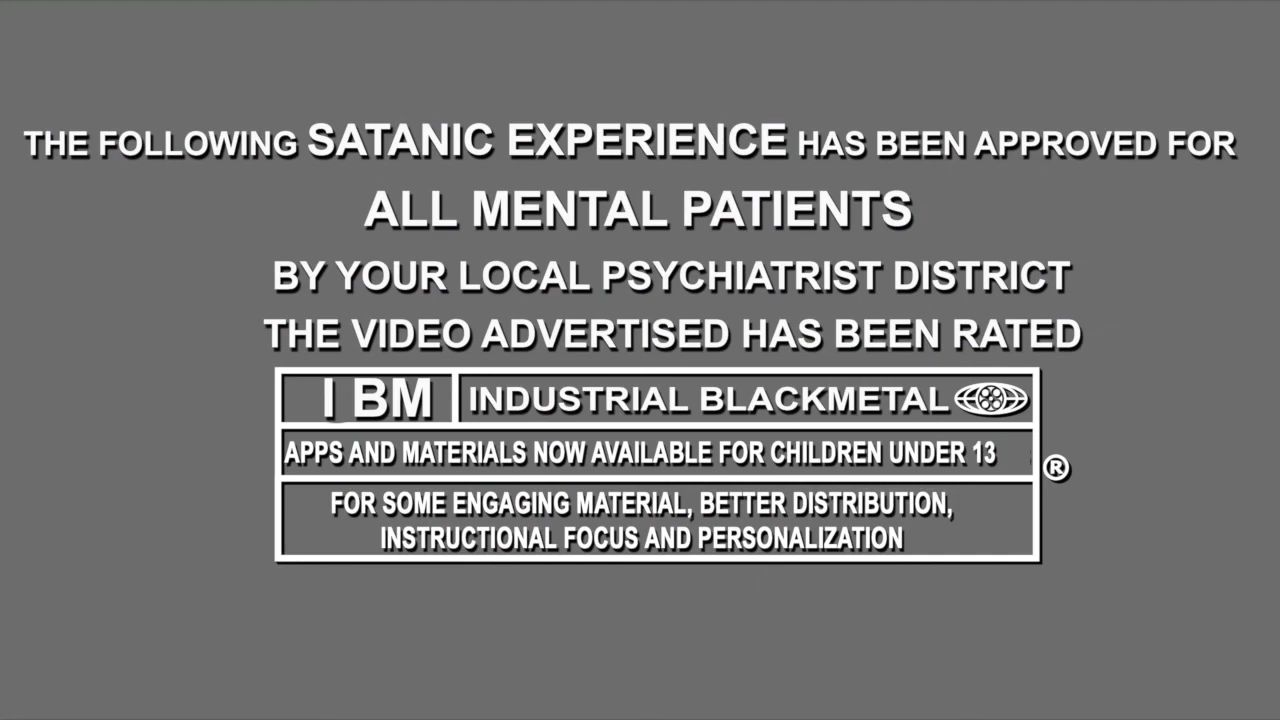 THE FOLLOWING SATANIC EXPERIENCE HAS BEEN APPROVED FOR
ALL MENTAL PATIENTS
BY YOUR LOCAL PSYCHIATRIST DISTRICT
THE VIDEO ADVERTISED HAS BEEN RATED
I BM INDUSTRIAL BLACKMETAL
APPS AND MATERIALS NOW AVAILABLE FOR CHILDREN UNDER 13
®
FOR SOME ENGAGING MATERIAL, BETTER DISTRIBUTION,
INSTRUCTIONAL FOCUS AND PERSONALIZATION